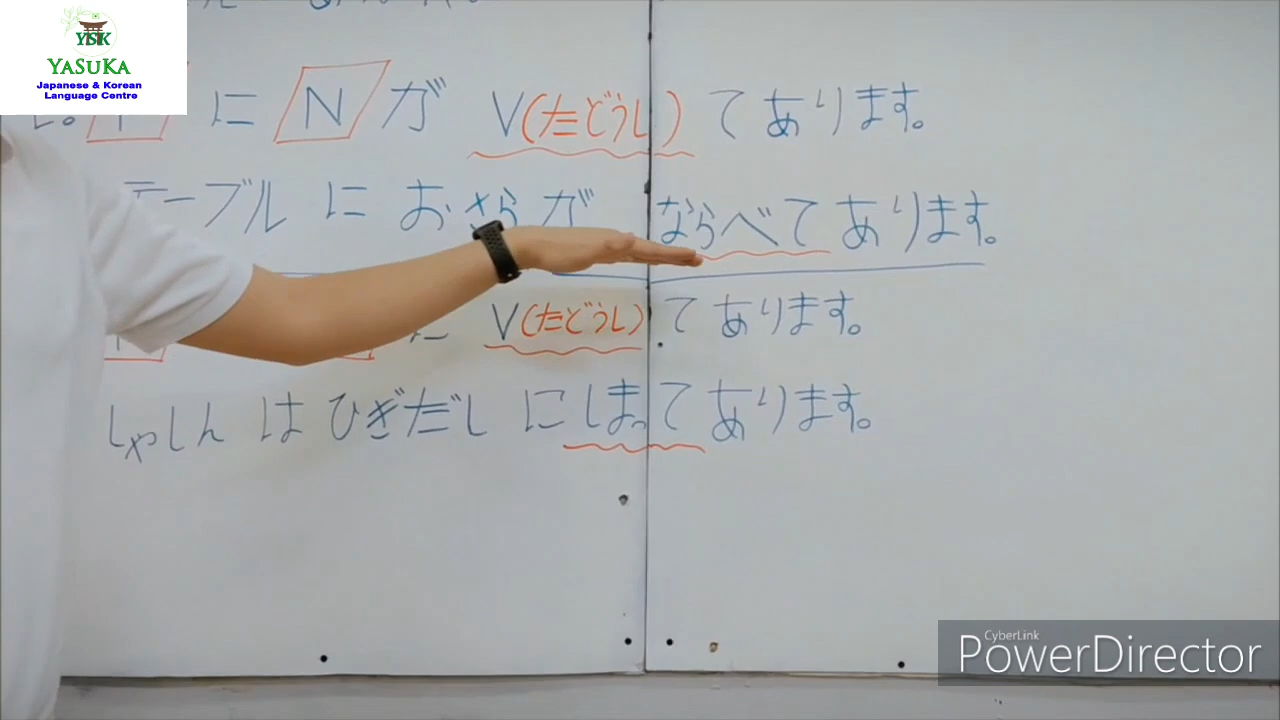 YSK
YASUKA
Japanese & Korean
Language Centre
に N が V(たどうし) てあります。
テーブル に おさらが ならべてあります。
に V(たどうし) て あります。
しゃしん は ひぎだし にしまってあります。
CyberLink
PowerDirector